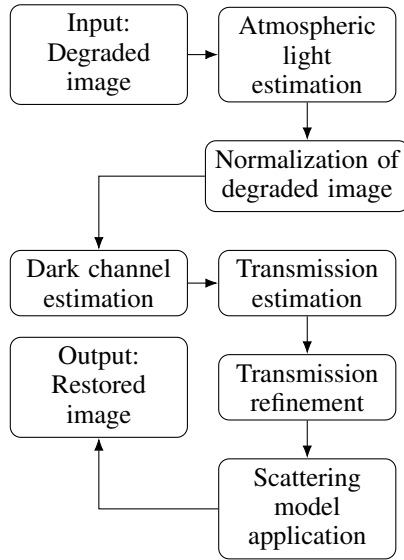 Input:
Degraded
image
Atmospheric
light
estimation
Normalization of
degraded image
Dark channel
estimation
Transmission
estimation
Output:
Restored
image
Transmission
refinement
Scattering
model
application